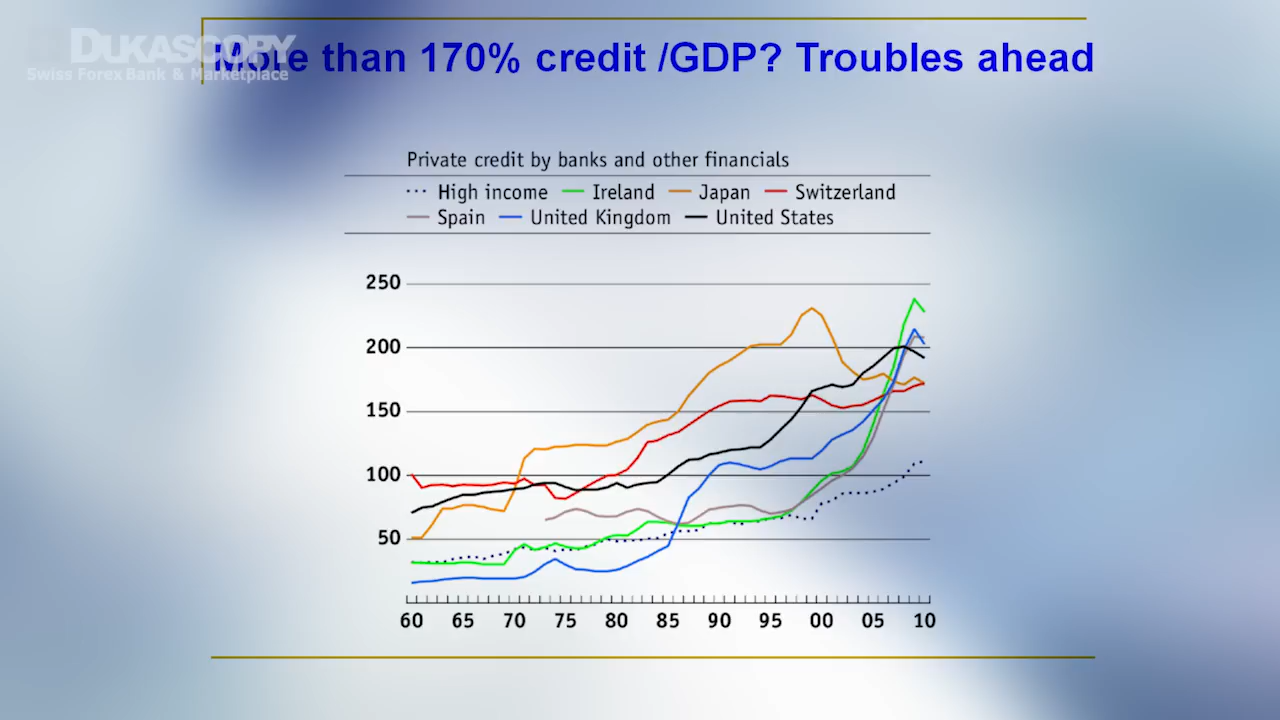 DUKASCOPY
Swiss Forex Bank & Marketplace
More than 170% credit /GDP? Troubles ahead
Private credit by banks and other financials
High income Ireland Japan Switzerland
Spain United Kingdom United States
250
200
150
100
50
60 65 70 75 80 85 90 95 00 05 10